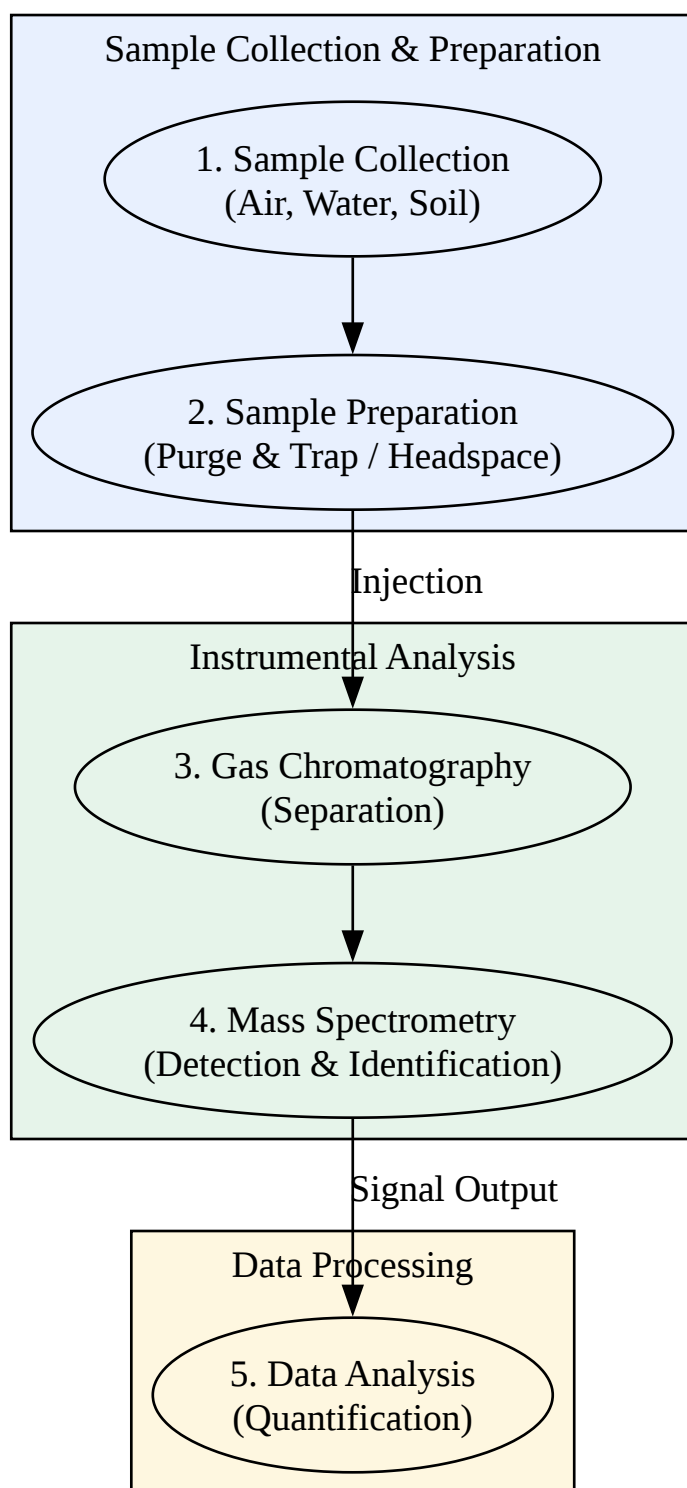 Sample Collection & Preparation
1. Sample Collection
(Air, Water, Soil)
2. Sample Preparation
(Purge & Trap / Headspace)
Injection
Instrumental Analysis
3. Gas Chromatography
(Separation)
4. Mass Spectrometry
(Detection & Identification)
Signal Output
Data Processing
5. Data Analysis
(Quantification)